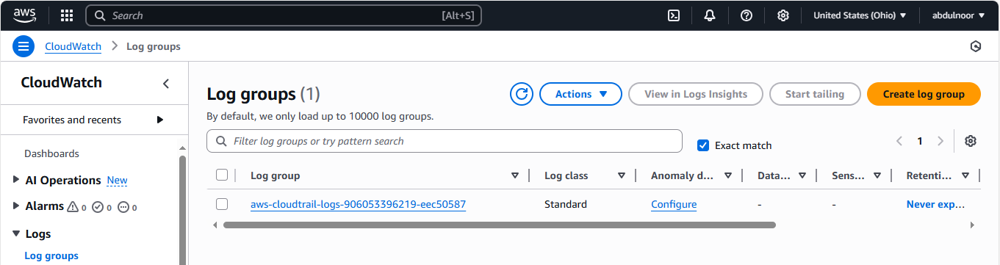 aws Search [Alt+S] United States (Ohio) abdulnoor
CloudWatch Log groups
CloudWatch
Favorites and recents
Dashboards
AI Operations New
Alarms 0 0 0
Logs
Log groups
Log groups (1) Actions View in Logs Insights Start tailing Create log group
By default, we only load up to 10000 log groups.
Filter log groups or try pattern search Exact match 1
Log group Log class Anomaly d... Data... Sens... Retenti...
aws-cloudtrail-logs-906053396219-eec50587 Standard Configure - - Never exp...